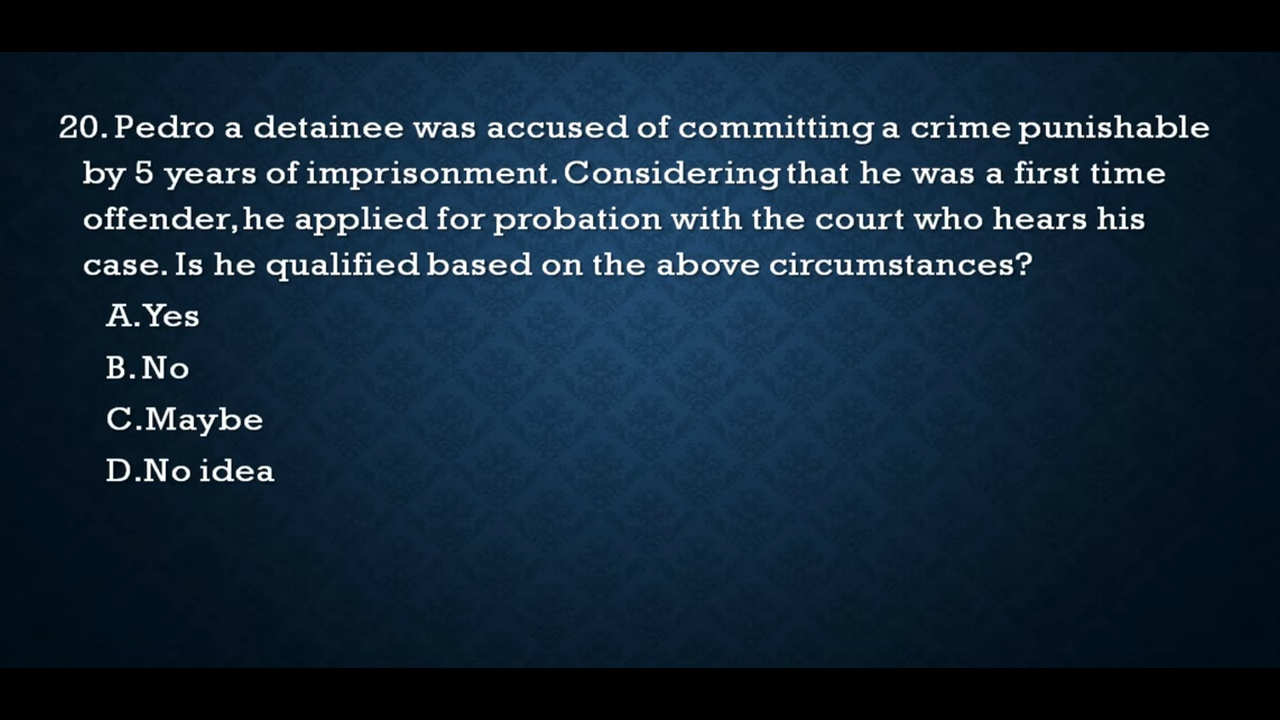 20. Pedro a detainee was accused of committing a crime punishable
by 5 years of imprisonment. Considering that he was a first time
offender, he applied for probation with the court who hears his
case. Is he qualified based on the above circumstances?
A. Yes
B. No
C. Maybe
D. No idea